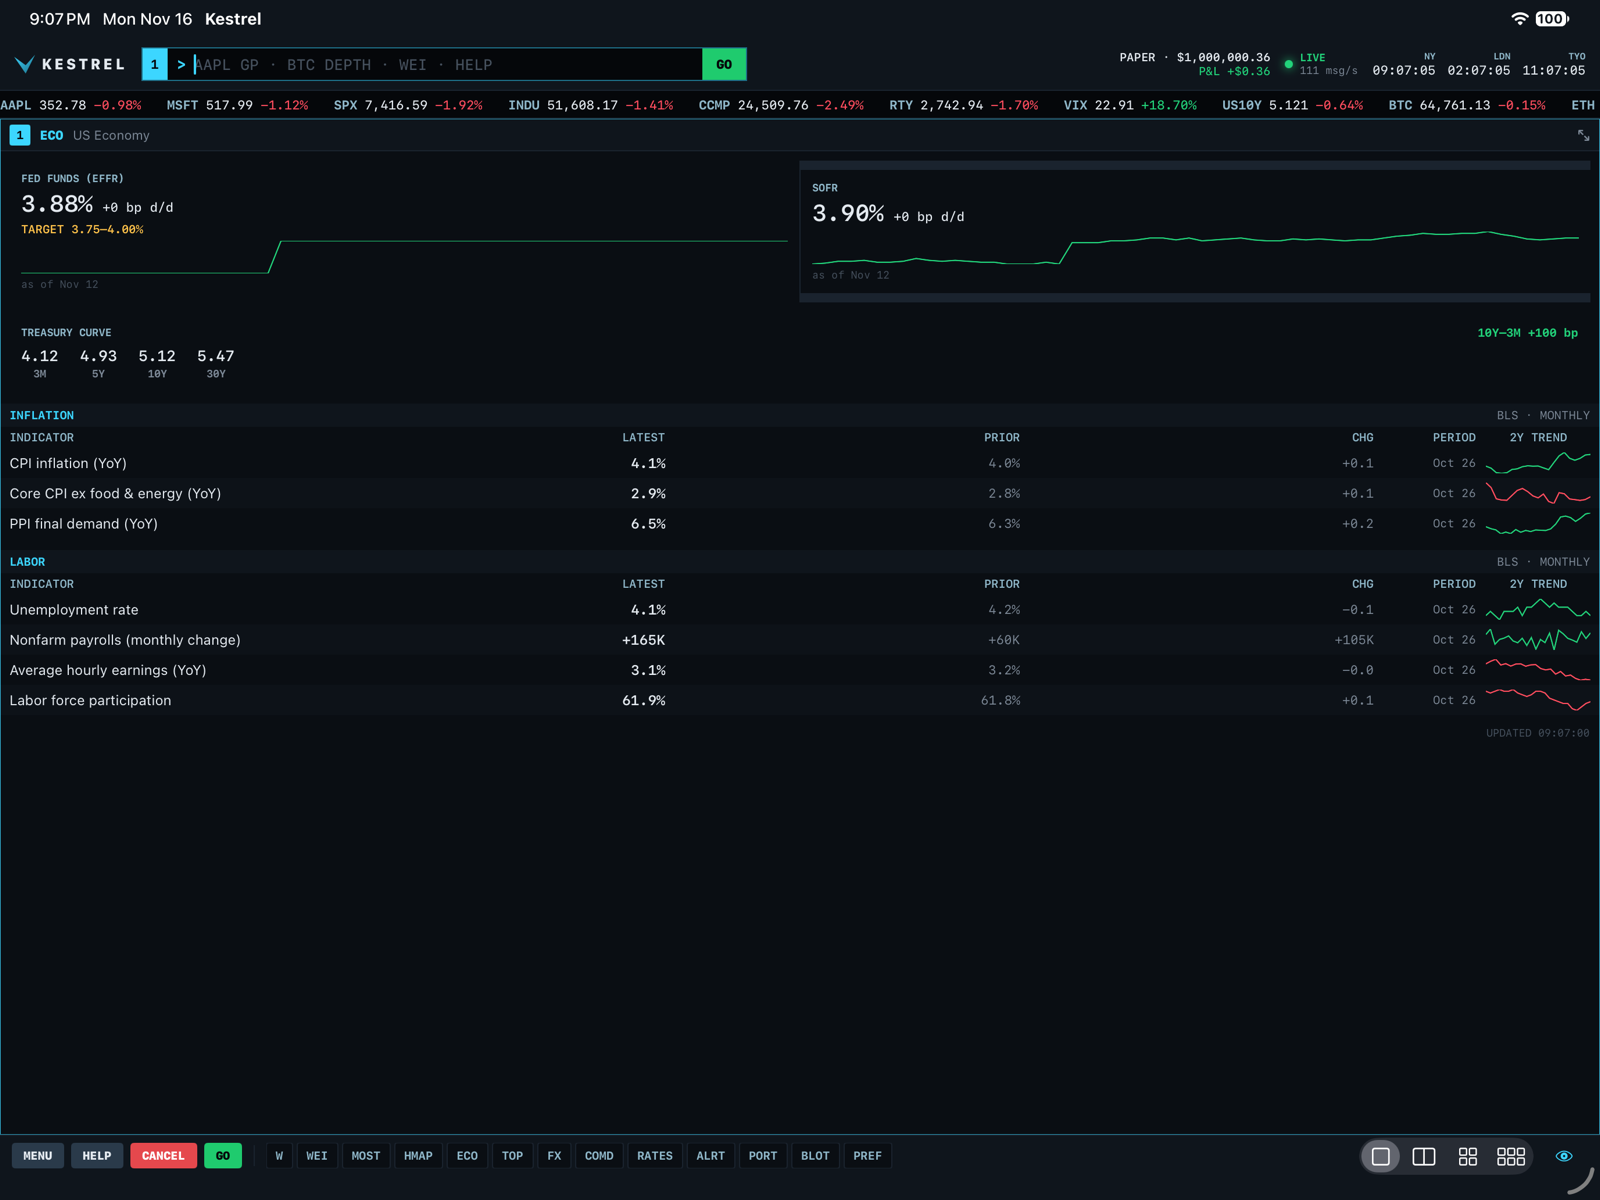 9:07 PM Mon Nov 16 Kestrel 100
KESTREL 1 > AAPL GP · BTC DEPTH · WEI · HELP GO
PAPER · $1,000,000.36
P&L +$0.36
LIVE
111 msg/s
NY LDN TYO
09:07:05 02:07:05 11:07:05
AAPL 352.78 −0.98% MSFT 517.99 −1.12% SPX 7,416.59 −1.92% INDU 51,608.17 −1.41% CCMP 24,509.76 −2.49% RTY 2,742.94 −1.70% VIX 22.91 +18.70% US10Y 5.121 −0.64% BTC 64,761.13 −0.15% ETH
1 ECO US Economy
FED FUNDS (EFFR)
3.88% +0 bp d/d
TARGET 3.75–4.00%
as of Nov 12
SOFR
3.90% +0 bp d/d
as of Nov 12
TREASURY CURVE 10Y–3M +100 bp
4.12 4.93 5.12 5.47
3M 5Y 10Y 30Y
INFLATION BLS · MONTHLY
INDICATOR LATEST PRIOR CHG PERIOD 2Y TREND
CPI inflation (YoY) 4.1% 4.0% +0.1 Oct 26
Core CPI ex food & energy (YoY) 2.9% 2.8% +0.1 Oct 26
PPI final demand (YoY) 6.5% 6.3% +0.2 Oct 26
LABOR BLS · MONTHLY
INDICATOR LATEST PRIOR CHG PERIOD 2Y TREND
Unemployment rate 4.1% 4.2% −0.1 Oct 26
Nonfarm payrolls (monthly change) +165K +60K +105K Oct 26
Average hourly earnings (YoY) 3.1% 3.2% −0.0 Oct 26
Labor force participation 61.9% 61.8% +0.1 Oct 26
UPDATED 09:07:00
MENU HELP CANCEL GO W WEI MOST HMAP ECO TOP FX COMD RATES ALRT PORT BLOT PREF